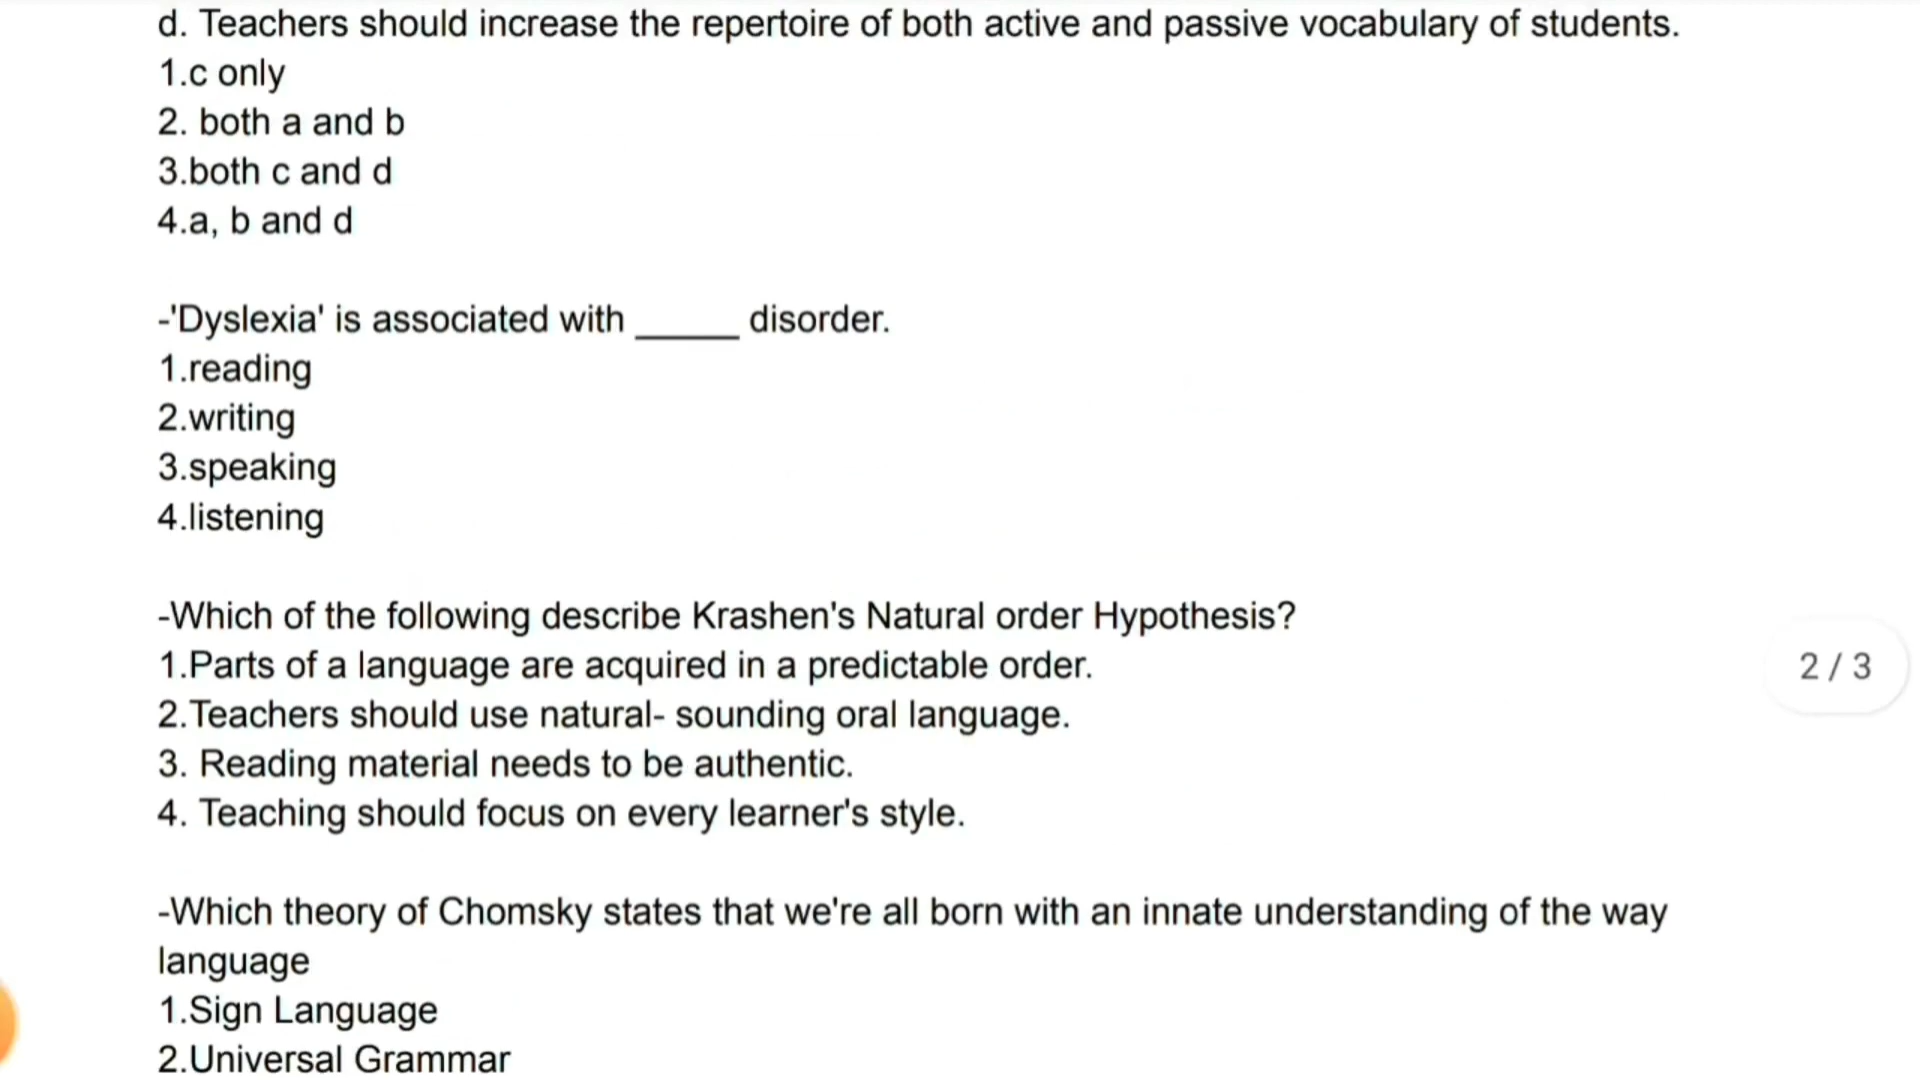 d. Teachers should increase the repertoire of both active and passive vocabulary of students.
1.c only
2. both a and b
3.both c and d
4.a, b and d
-'Dyslexia' is associated with _____ disorder.
1.reading
2.writing
3.speaking
4.listening
-Which of the following describe Krashen's Natural order Hypothesis?
1.Parts of a language are acquired in a predictable order.
2.Teachers should use natural- sounding oral language.
3. Reading material needs to be authentic.
4. Teaching should focus on every learner's style.
2 / 3
-Which theory of Chomsky states that we're all born with an innate understanding of the way
language
1.Sign Language
2.Universal Grammar